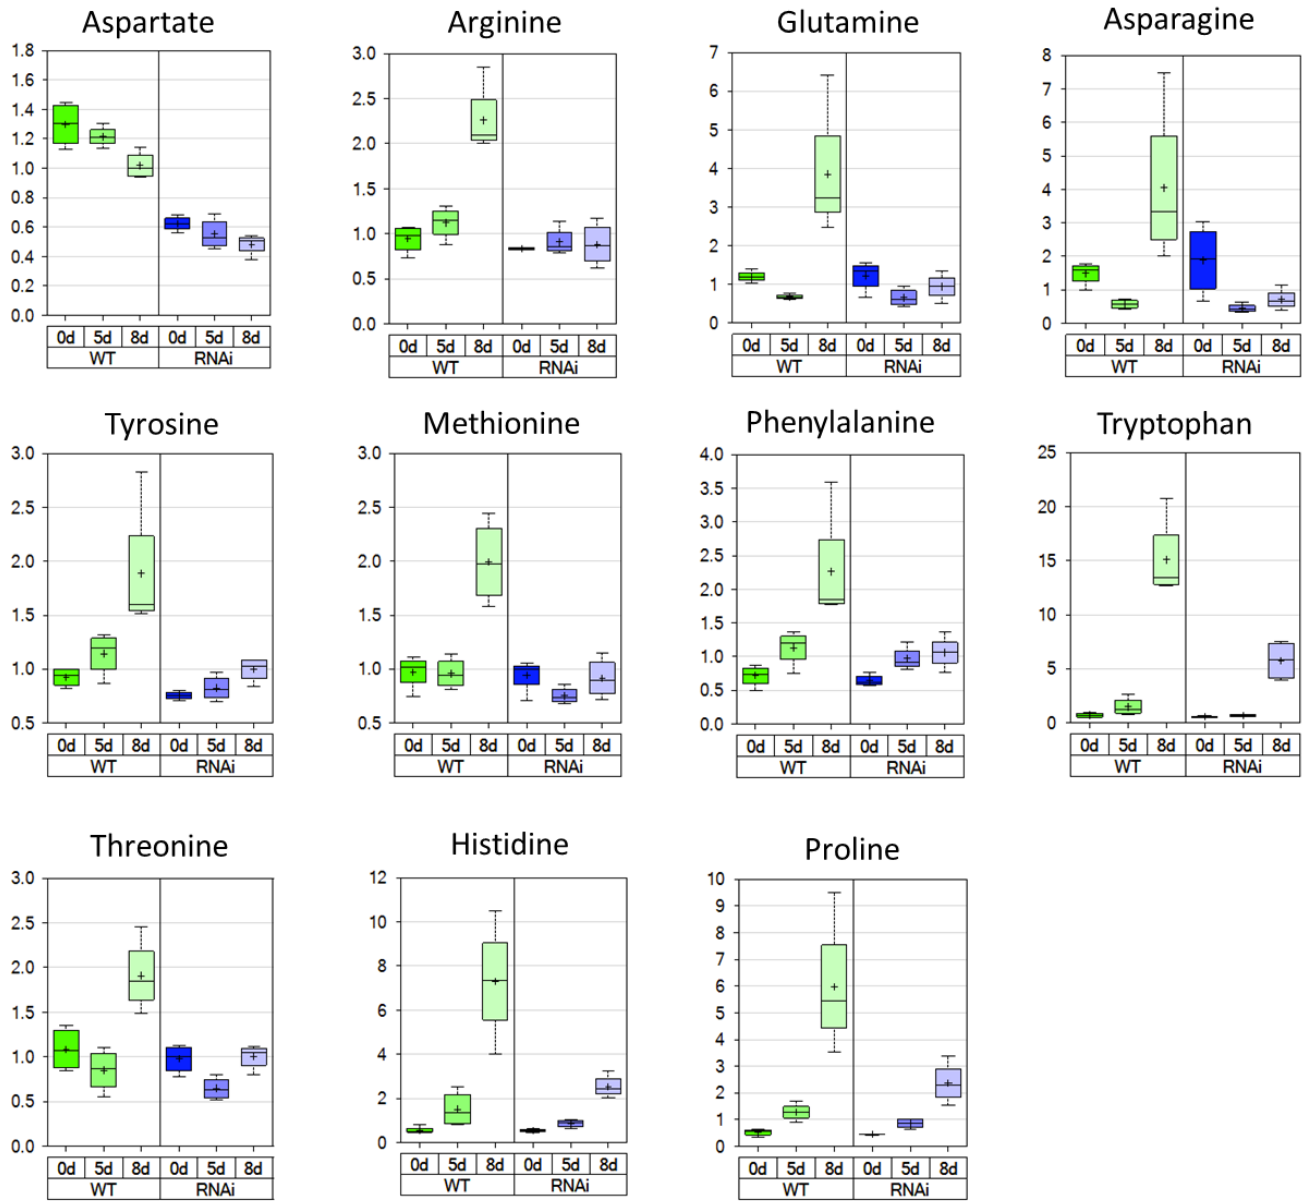 Aspartate
1.8
1.6
1.4
1.2
1.0
0.8
0.6
0.4
0.2
0.0
0d 5d 8d 0d 5d 8d
WT RNAi
Arginine
3.0
2.5
2.0
1.5
1.0
0.5
0.0
0d 5d 8d 0d 5d 8d
WT RNAi
Glutamine
7
6
5
4
3
2
1
0
0d 5d 8d 0d 5d 8d
WT RNAi
Asparagine
8
7
6
5
4
3
2
1
0
0d 5d 8d 0d 5d 8d
WT RNAi
Tyrosine
3.0
2.5
2.0
1.5
1.0
0.5
0d 5d 8d 0d 5d 8d
WT RNAi
Methionine
3.0
2.5
2.0
1.5
1.0
0.5
0d 5d 8d 0d 5d 8d
WT RNAi
Phenylalanine
4.0
3.5
3.0
2.5
2.0
1.5
1.0
0.5
0.0
0d 5d 8d 0d 5d 8d
WT RNAi
Tryptophan
25
20
15
10
5
0
0d 5d 8d 0d 5d 8d
WT RNAi
Threonine
3.0
2.5
2.0
1.5
1.0
0.5
0.0
0d 5d 8d 0d 5d 8d
WT RNAi
Histidine
12
10
8
6
4
2
0
0d 5d 8d 0d 5d 8d
WT RNAi
Proline
10
9
8
7
6
5
4
3
2
1
0
0d 5d 8d 0d 5d 8d
WT RNAi